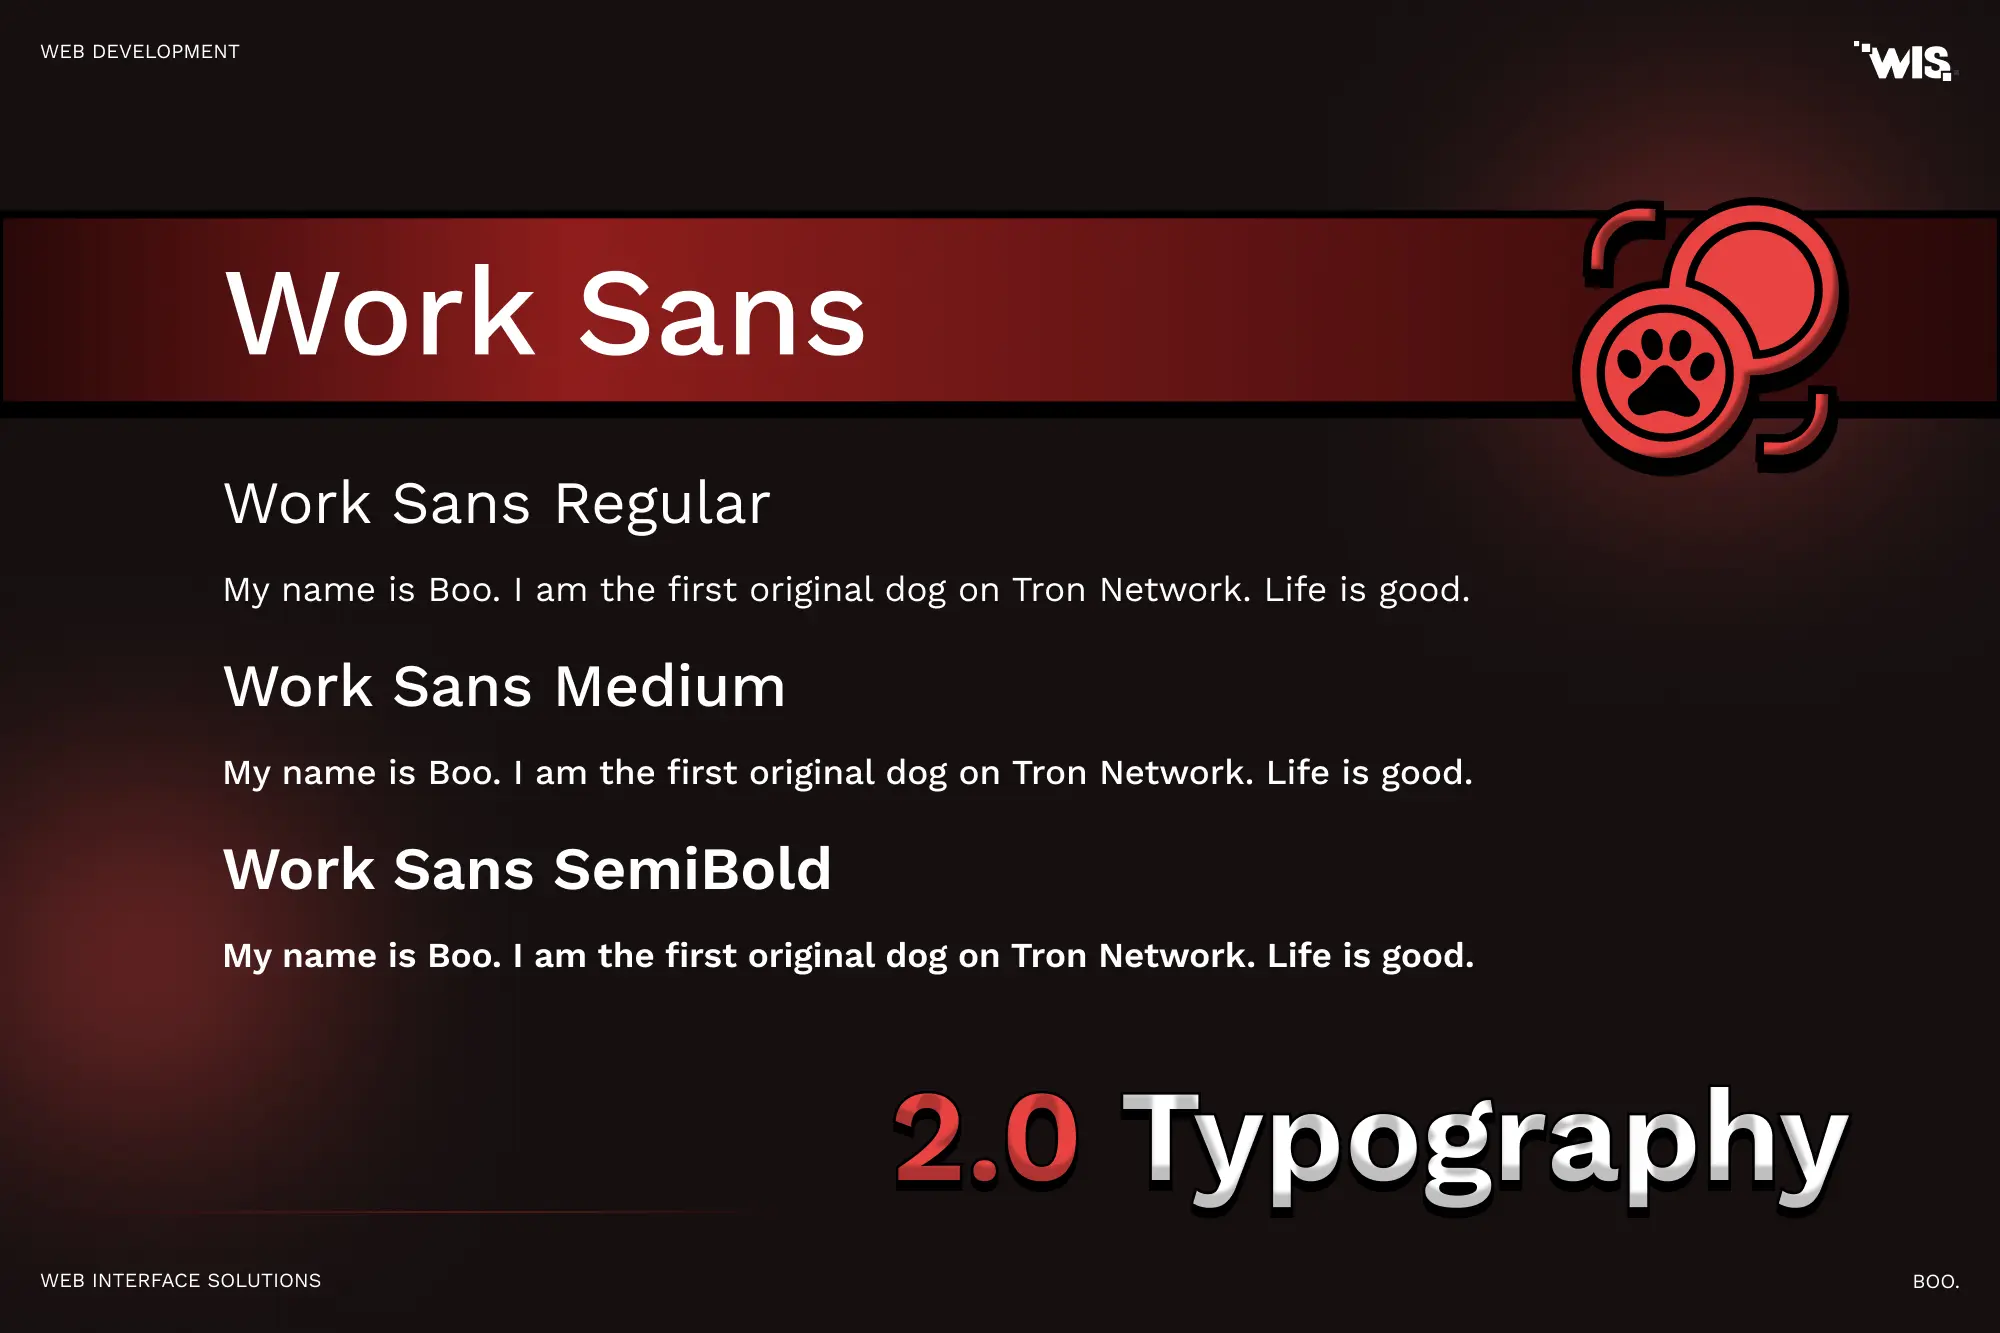 WEB DEVELOPMENT
WIS
Work Sans
Work Sans Regular
My name is Boo. I am the first original dog on Tron Network. Life is good.
Work Sans Medium
My name is Boo. I am the first original dog on Tron Network. Life is good.
Work Sans SemiBold
My name is Boo. I am the first original dog on Tron Network. Life is good.
2.0 Typography
WEB INTERFACE SOLUTIONS
BOO.